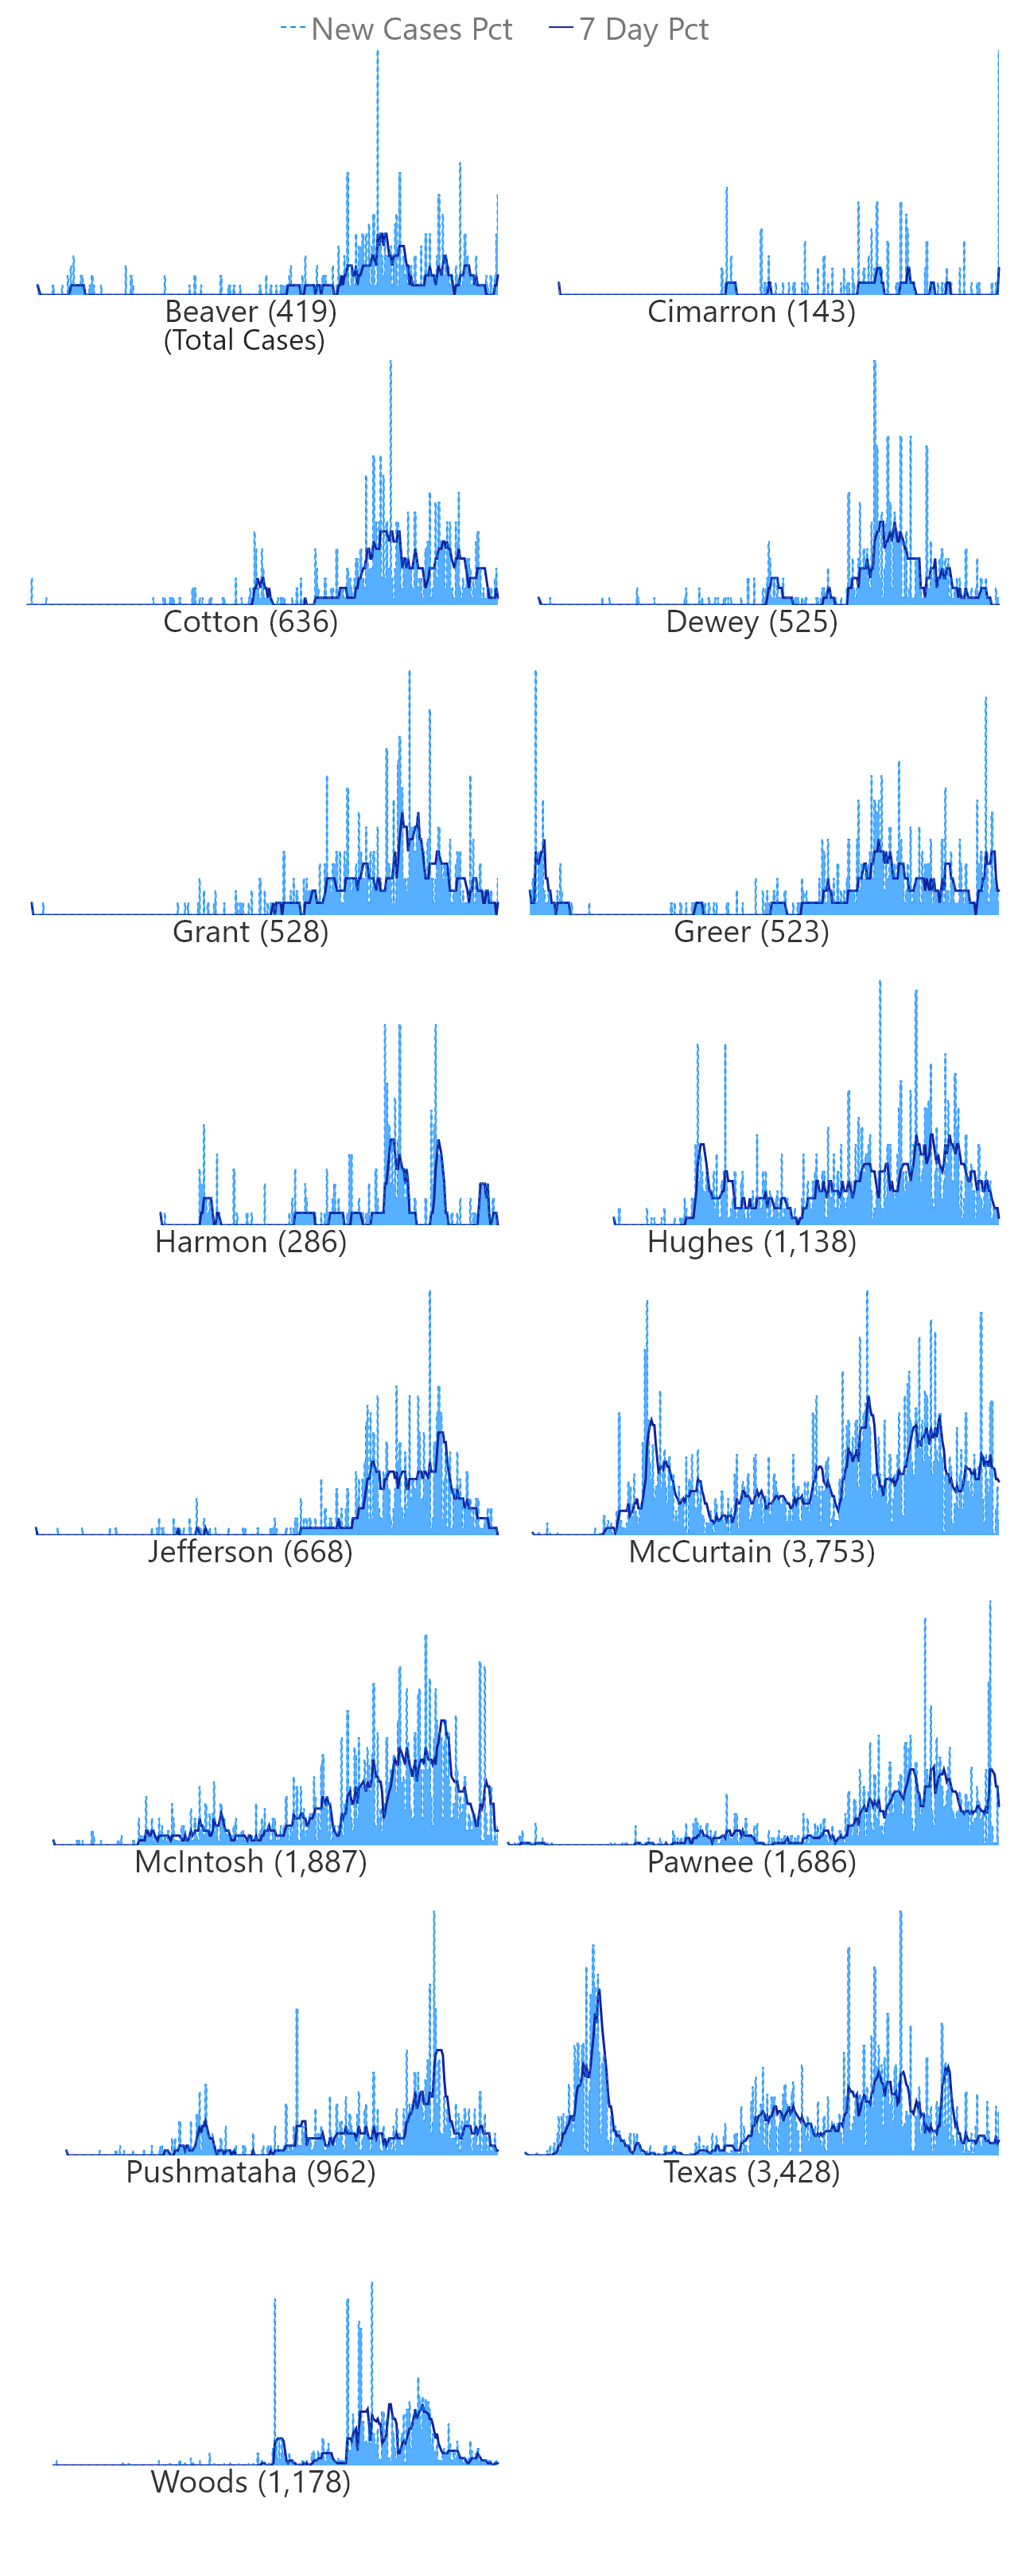 New Cases Pct 7 Day Pct
Beaver (419)
(Total Cases)
Cimarron (143)
Cotton (636)
Dewey (525)
Grant (528)
Greer (523)
Harmon (286)
Hughes (1,138)
Jefferson (668)
McCurtain (3,753)
McIntosh (1,887)
Pawnee (1,686)
Pushmataha (962)
Texas (3,428)
Woods (1,178)